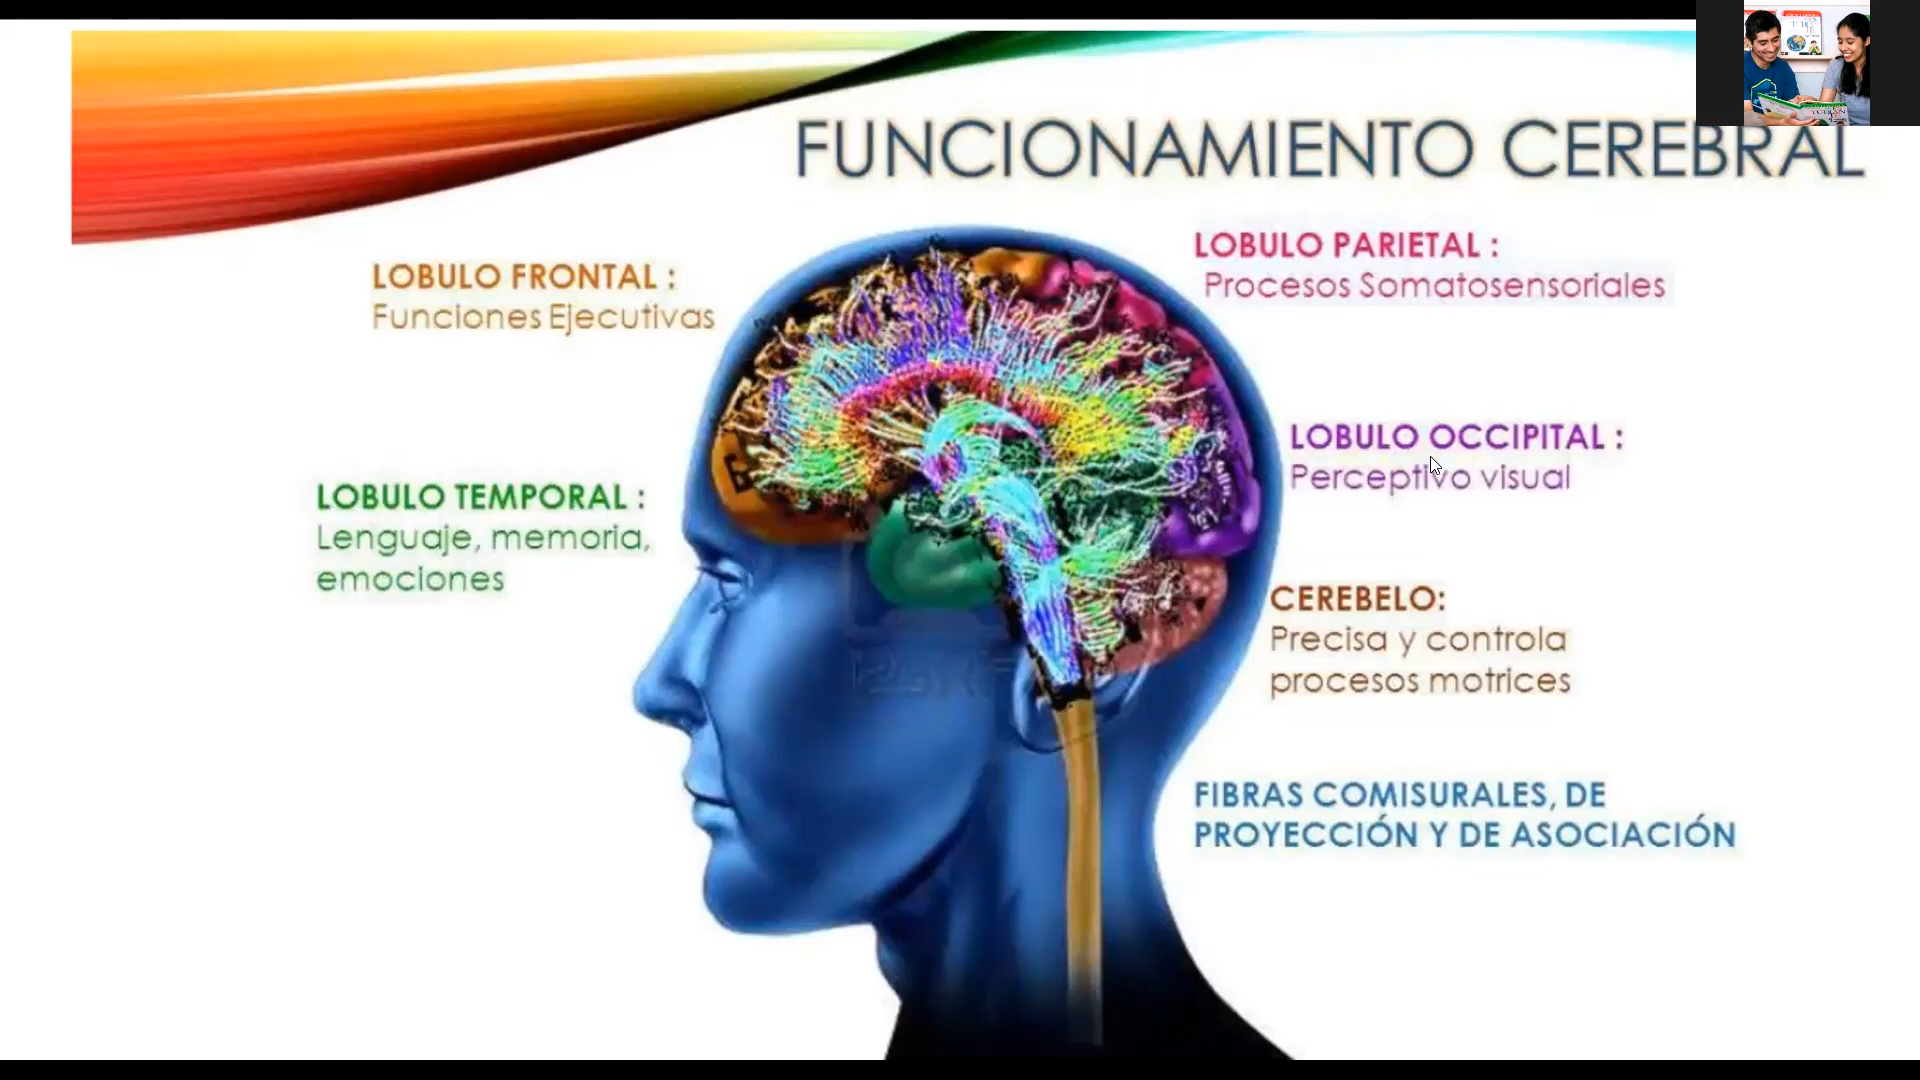 FUNCIONAMIENTO CEREBRAL
LOBULO FRONTAL :
Funciones Ejecutivas
LOBULO PARIETAL :
Procesos Somatosensoriales
LOBULO TEMPORAL :
Lenguaje, memoria,
emociones
LOBULO OCCIPITAL :
Perceptivo visual
CEREBELO:
Precisa y controla
procesos motrices
FIBRAS COMISURALES, DE
PROYECCIÓN Y DE ASOCIACIÓN